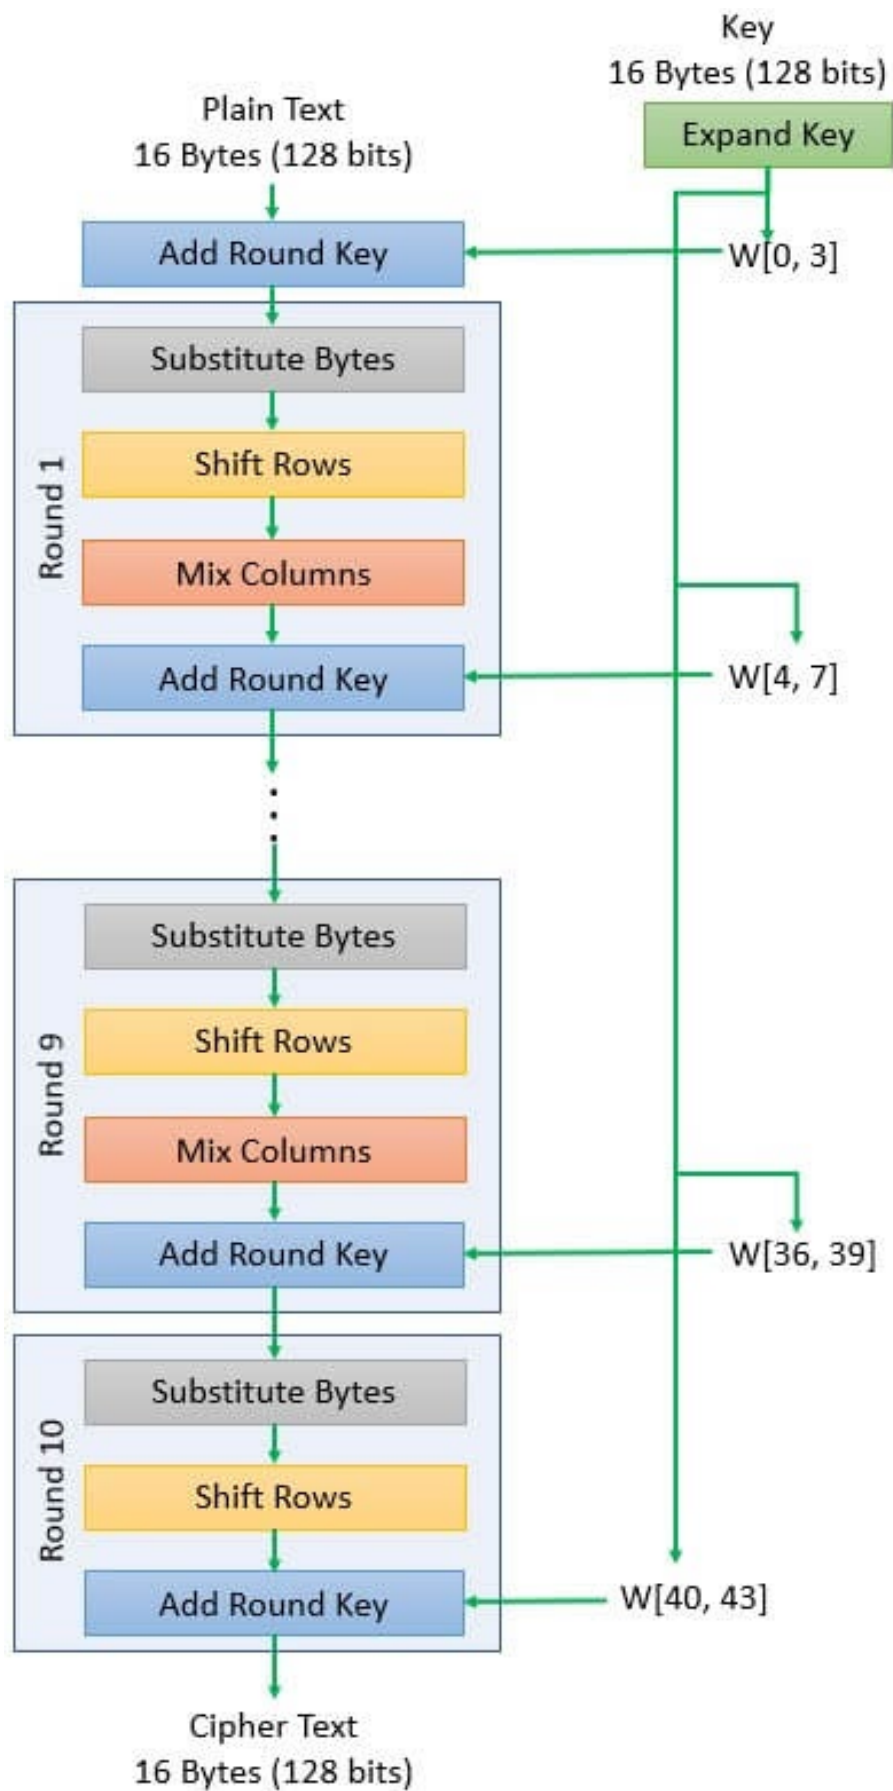 Key
16 Bytes (128 bits)
Expand Key
Plain Text
16 Bytes (128 bits)
Add Round Key
W[0, 3]
Round 1
Substitute Bytes
Shift Rows
Mix Columns
Add Round Key
W[4, 7]
Round 9
Substitute Bytes
Shift Rows
Mix Columns
Add Round Key
W[36, 39]
Round 10
Substitute Bytes
Shift Rows
Add Round Key
W[40, 43]
Cipher Text
16 Bytes (128 bits)